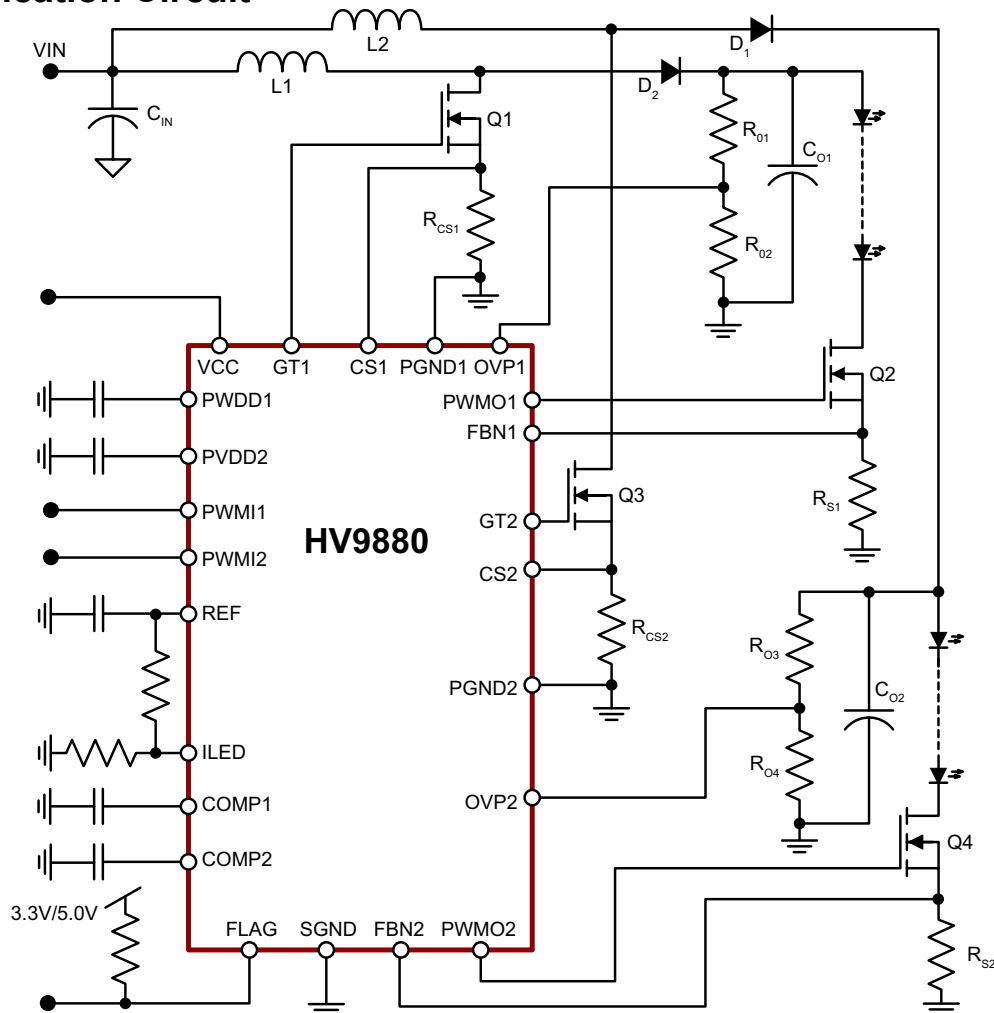 L2
D1
VIN
L1
D2
CIN
Q1
R01
CO1
RCS1
R02
VCC
GT1
CS1
PGND1
OVP1
PWDD1
PWMO1
Q2
FBN1
PVDD2
PWMI1
Q3
RS1
GT2
HV9880
PWMI2
CS2
REF
RCS2
RO3
PGND2
CO2
ILED
RO4
COMP1
OVP2
Q4
COMP2
3.3V/5.0V
FLAG
SGND
FBN2
PWMO2
RS2